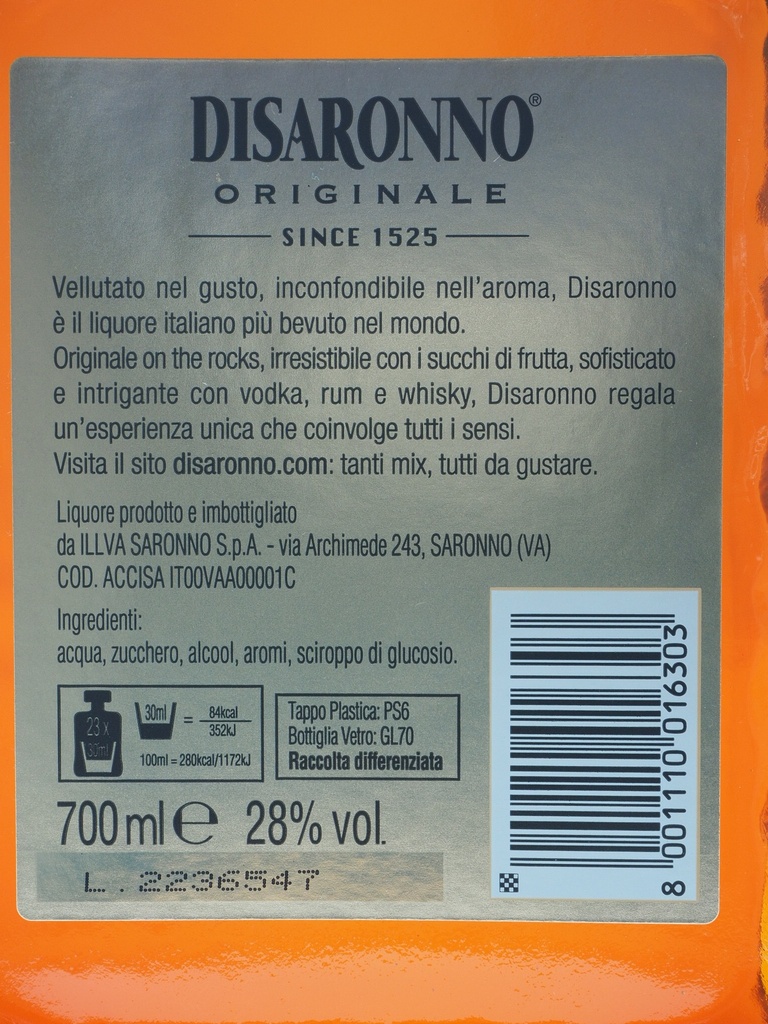 DISARONNO®
ORIGINALE
SINCE 1525
Vellutato nel gusto, inconfondibile nell'aroma, Disaronno
è il liquore italiano più bevuto nel mondo.
Originale on the rocks, irresistibile con i succhi di frutta, sofisticato
e intrigante con vodka, rum e whisky, Disaronno regala
un'esperienza unica che coinvolge tutti i sensi.
Visita il sito disaronno.com: tanti mix, tutti da gustare.
Liquore prodotto e imbottigliato
da ILLVA SARONNO S.p.A. - via Archimede 243, SARONNO (VA)
COD. ACCISA IT00VAA00001C
Ingredienti:
acqua, zucchero, alcool, aromi, sciroppo di glucosio.
23 x
30ml
30ml = 84kcal
352kJ
100ml = 280kcal/1172kJ
Tappo Plastica: PS6
Bottiglia Vetro: GL70
Raccolta differenziata
700 ml e 28% vol.
L.2236547
8 001110 016303